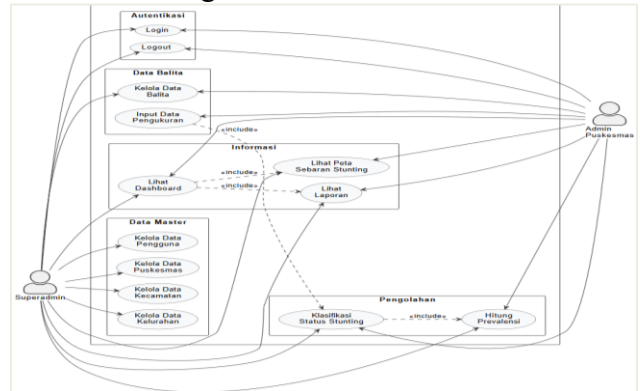 Autentikasi
Login
Logout
Data Balita
Kelola Data
Balita
Input Data
Pengukuran
«include»
Admin
Puskesmas
Informasi
Lihat Peta
Sebaran Stunting
«include»
Lihat
Dashboard
«include»
Lihat
Laporan
Data Master
Kelola Data
Pengguna
Kelola Data
Puskesmas
Kelola Data
Kecamatan
Kelola Data
Kelurahan
Superadmin
Pengolahan
Klasifikasi
Status Stunting
«include»
Hitung
Prevalensi